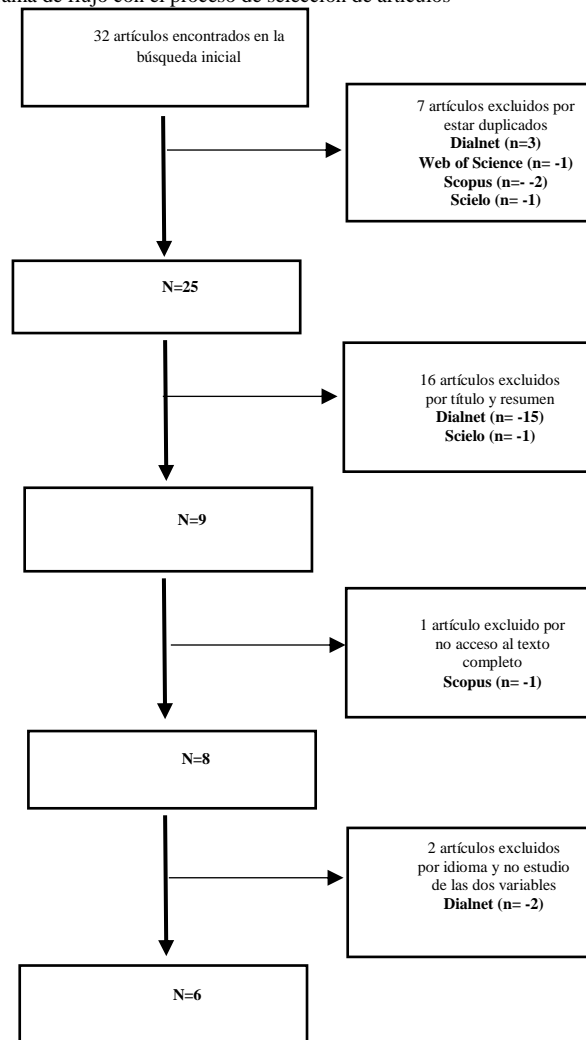 de flujo con el proceso de selección de artículos
32 artículos encontrados en la
búsqueda inicial
7 artículos excluidos por
estar duplicados
Dialnet (n=3)
Web of Science (n= -1)
Scopus (n=- -2)
Scielo (n= -1)
N=25
16 artículos excluidos
por título y resumen
Dialnet (n= -15)
Scielo (n= -1)
N=9
1 artículo excluido por
no acceso al texto
completo
Scopus (n= -1)
N=8
2 artículos excluidos
por idioma y no estudio
de las dos variables
Dialnet (n= -2)
N=6